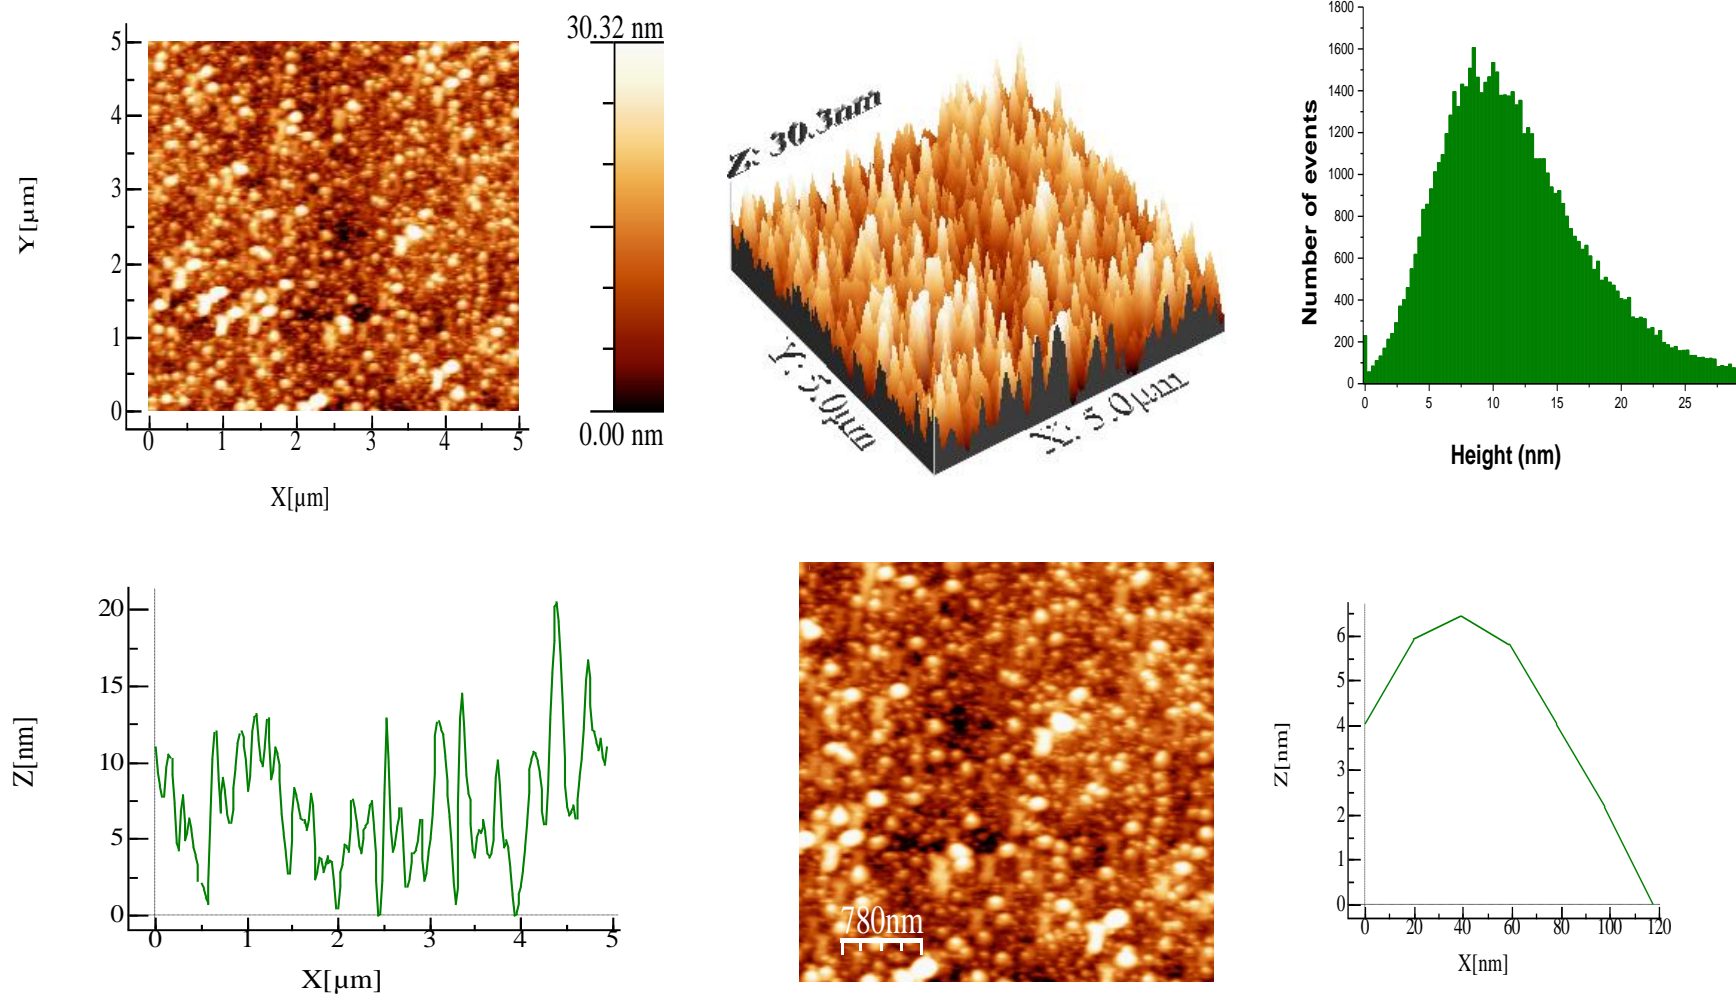 30.32 nm
5
4
3
2
1
0
Y[µm]
0 1 2 3 4 5
X[µm]
0.00 nm
Z: 30.3nm
Y: 5.0µm
X: 5.0µm
1800
1600
1400
1200
1000
800
600
400
200
0
Number of events
0 5 10 15 20 25
Height (nm)
20
15
10
5
0
Z[nm]
0 1 2 3 4 5
X[µm]
780nm
6
5
4
3
2
1
0
Z[nm]
0 20 40 60 80 100 120
X[nm]